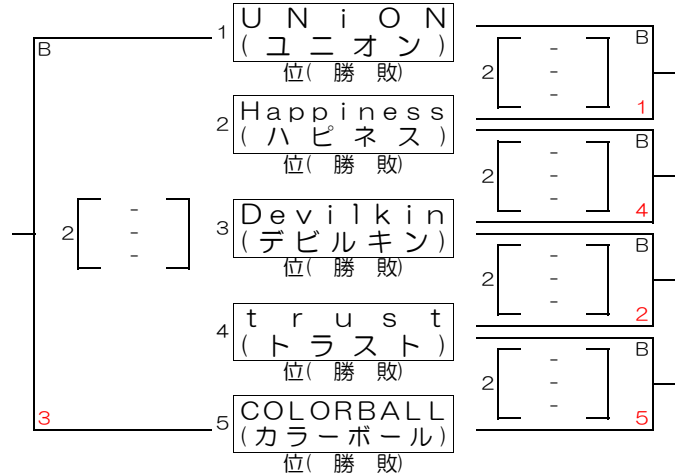 B
2
-
-
-
3
1
UNiON
(ユニオン)
位( 勝 敗)
2
Happiness
(ハピネス)
位( 勝 敗)
3
Devilkin
(デビルキン)
位( 勝 敗)
4
trust
(トラスト)
位( 勝 敗)
5
COLORBALL
(カラーボール)
位( 勝 敗)
B
2
-
-
-
1
B
2
-
-
-
4
B
2
-
-
-
2
B
2
-
-
-
5